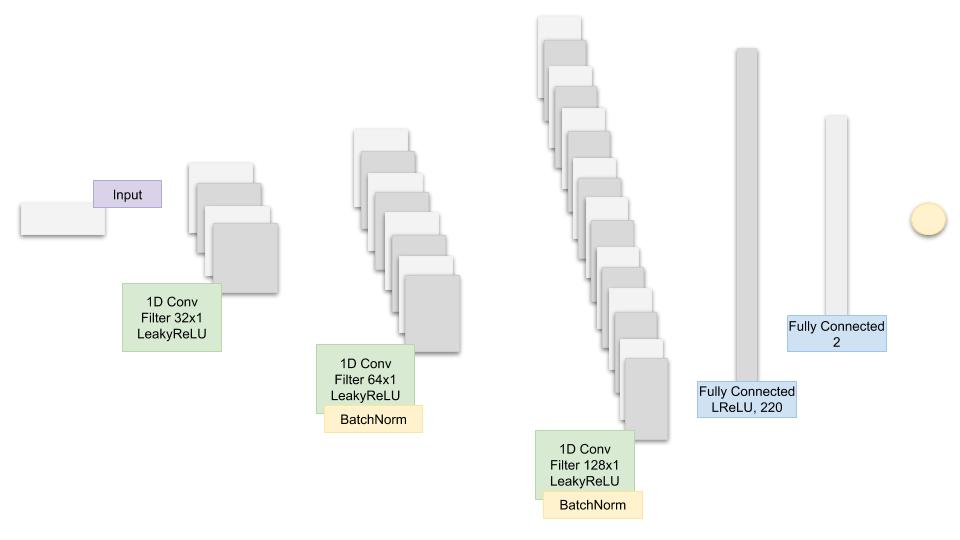 Input
1D Conv
Filter 32x1
LeakyReLU
1D Conv
Filter 64x1
LeakyReLU
BatchNorm
1D Conv
Filter 128x1
LeakyReLU
BatchNorm
Fully Connected
LReLU, 220
Fully Connected
2